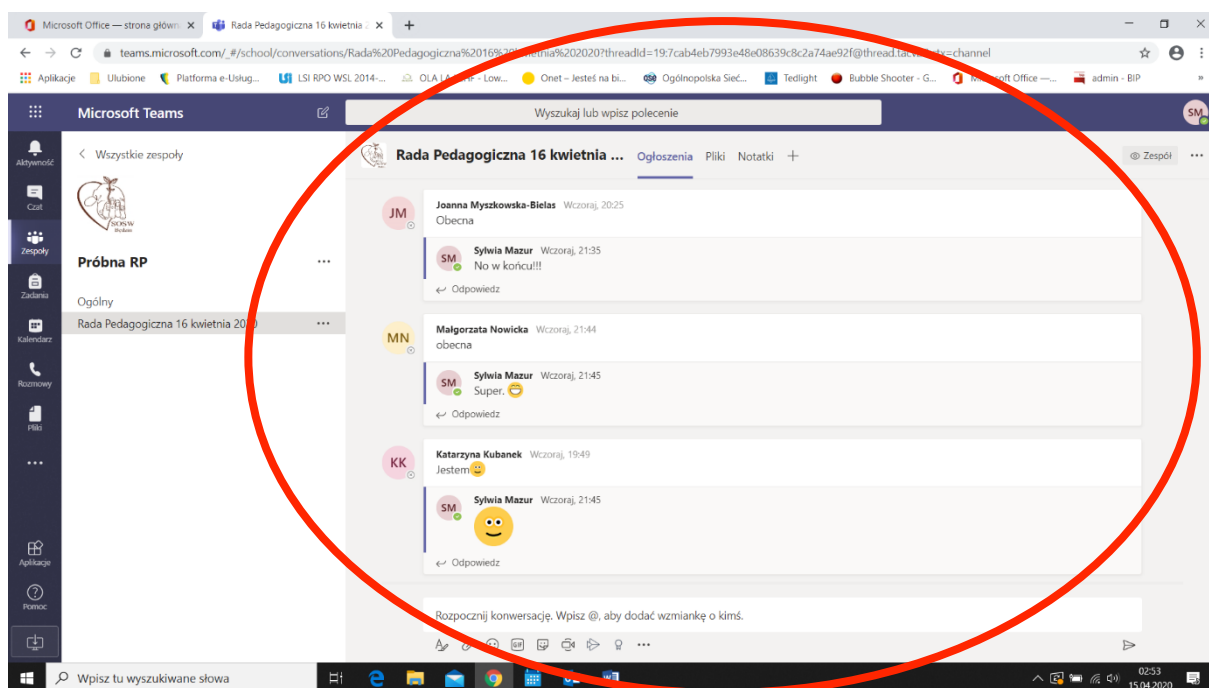 Microsoft Office — strona główn
Rada Pedagogiczna 16 kwietnia 2
teams.microsoft.com/_#/school/conversations/Rada%20Pedagogiczna%2016%20kwietnia%202020?threadId=19:7cab4eb7993e48e08639c8c2a74ae92f@thread.tacv2&ctx=channel
Aplikacje Ulubione Platforma e-Usług... LSI RPO WSL 2014-... Onet – Jesteś na bi... Ogólnopolska Sieć... Tedlight Bubble Shooter - G... Microsoft Office —... admin - BIP »
Microsoft Teams
Wyszukaj lub wpisz polecenie
SM
Aktywność
Czat
Zespoły
Zadania
Kalendarz
Rozmowy
Pliki
Aplikacje
Pomoc
Wszystkie zespoły
SOSW
Próbna RP
Ogólny
Rada Pedagogiczna 16 kwietnia 2020
Rada Pedagogiczna 16 kwietnia ... Ogłoszenia Pliki Notatki
Zespół
JM
Joanna Myszkowska-Bielas Wczoraj, 20:25
Obecna
SM
Sylwia Mazur Wczoraj, 21:35
No w końcu!!!
Odpowiedz
MN
Małgorzata Nowicka Wczoraj, 21:44
obecna
SM
Sylwia Mazur Wczoraj, 21:45
Super. 😁
Odpowiedz
KK
Katarzyna Kubanek Wczoraj, 19:49
Jestem🙂
SM
Sylwia Mazur Wczoraj, 21:45
Odpowiedz
Rozpocznij konwersację. Wpisz @, aby dodać wzmiankę o kimś.
GIF
Wpisz tu wyszukiwane słowa
02:53
15.04.2020